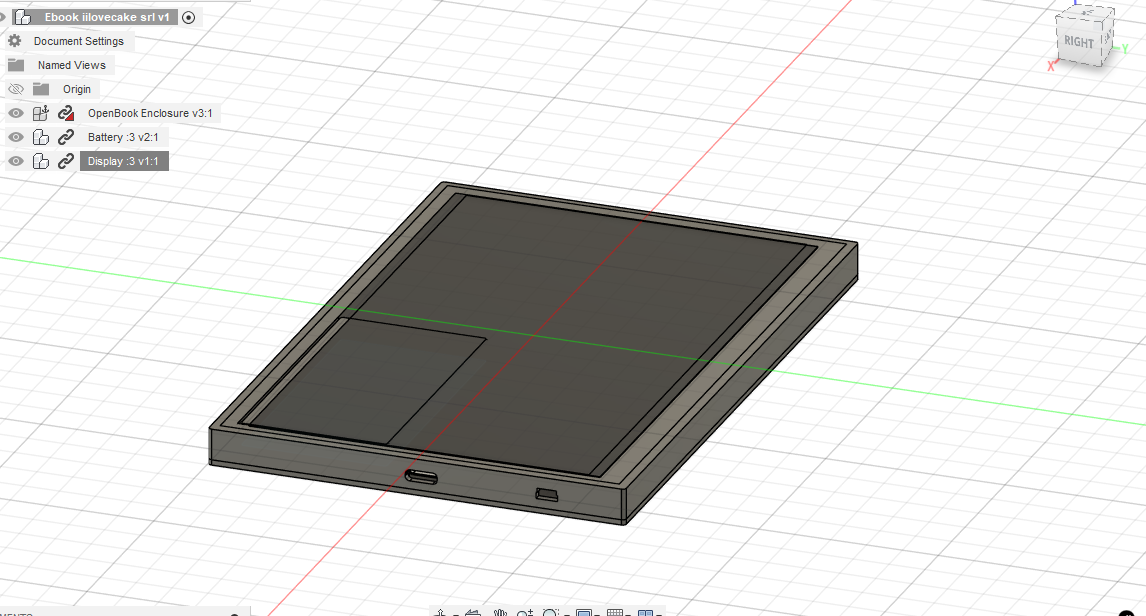 Ebook iilovecake srl v1
Document Settings
Named Views
Origin
OpenBook Enclosure v3:1
Battery :3 v2:1
Display :3 v1:1
RIGHT
X
Y